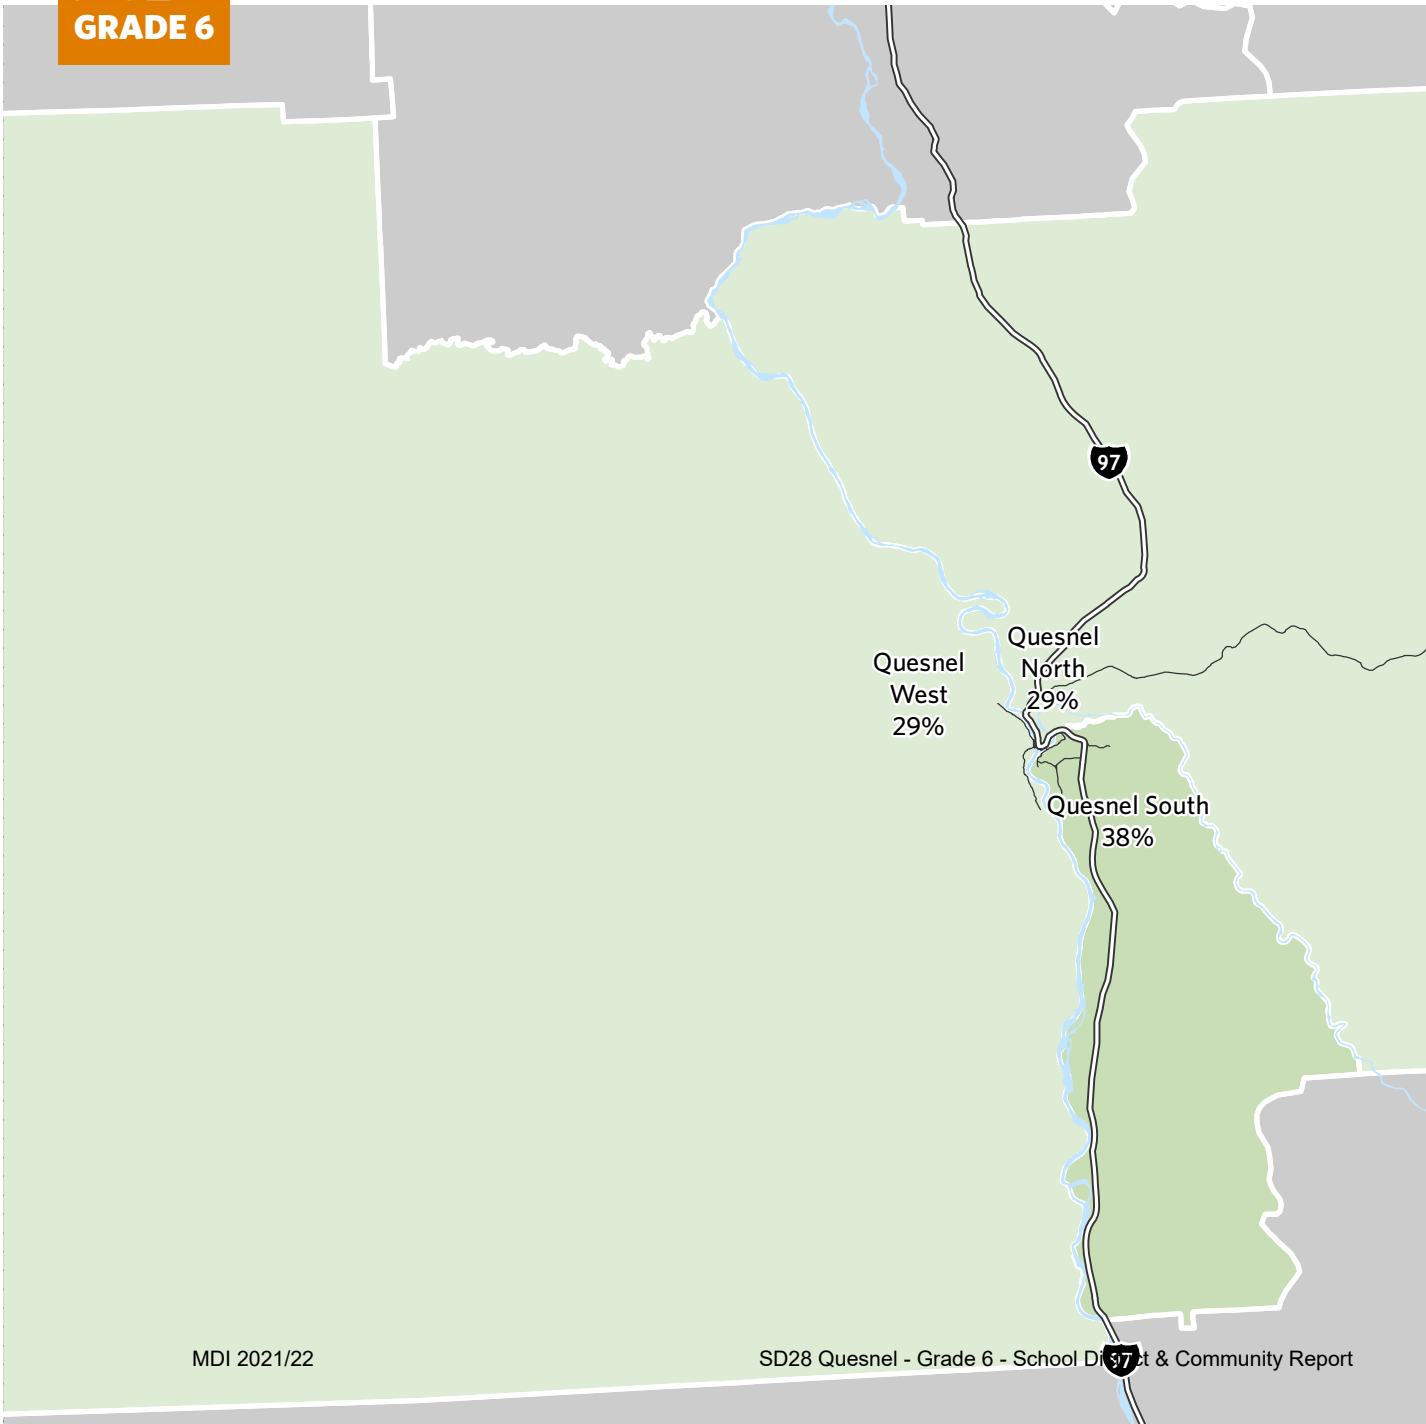 GRADE 6
97
Quesnel
North
29%
Quesnel
West
29%
Quesnel South
38%
MDI 2021/22
SD28 Quesnel - Grade 6 - School District & Community Report
97